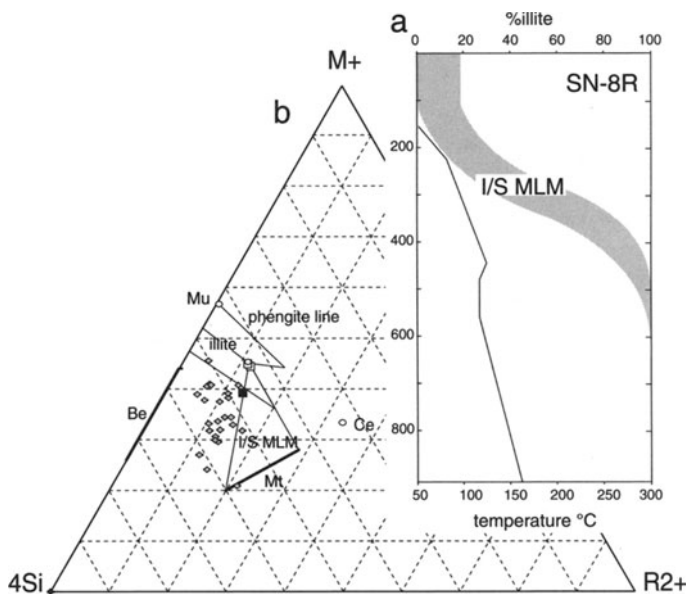 a
%illite
0 20 40 60 80 100
M+
SN-8R
b
200
I/S MLM
400
Mu
phengite line
600
illite
Be
Ce
I/S MLM
800
Mt
50 100 150 200 250 300
temperature °C
4Si
R2+